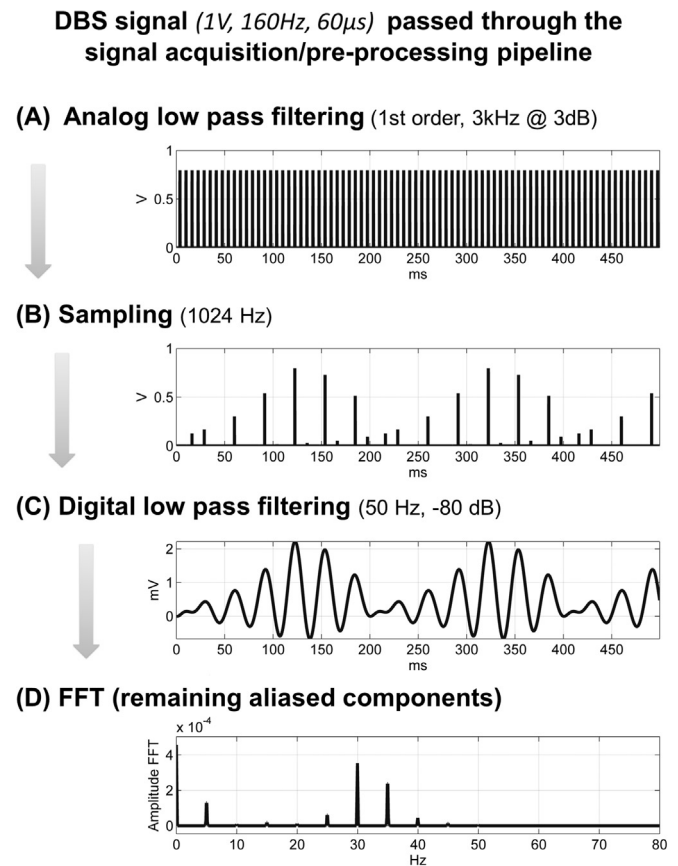 DBS signal (1V, 160Hz, 60µs) passed through the
signal acquisition/pre-processing pipeline
(A) Analog low pass filtering (1st order, 3kHz @ 3dB)
1
V 0.5
0
0 50 100 150 200 250 300 350 400 450
ms
(B) Sampling (1024 Hz)
1
V 0.5
0
0 50 100 150 200 250 300 350 400 450
ms
(C) Digital low pass filtering (50 Hz, -80 dB)
2
mV 1
0
0 50 100 150 200 250 300 350 400 450
ms
(D) FFT (remaining aliased components)
x 10-4
Amplitude FFT
4
2
0
0 10 20 30 40 50 60 70 80
Hz